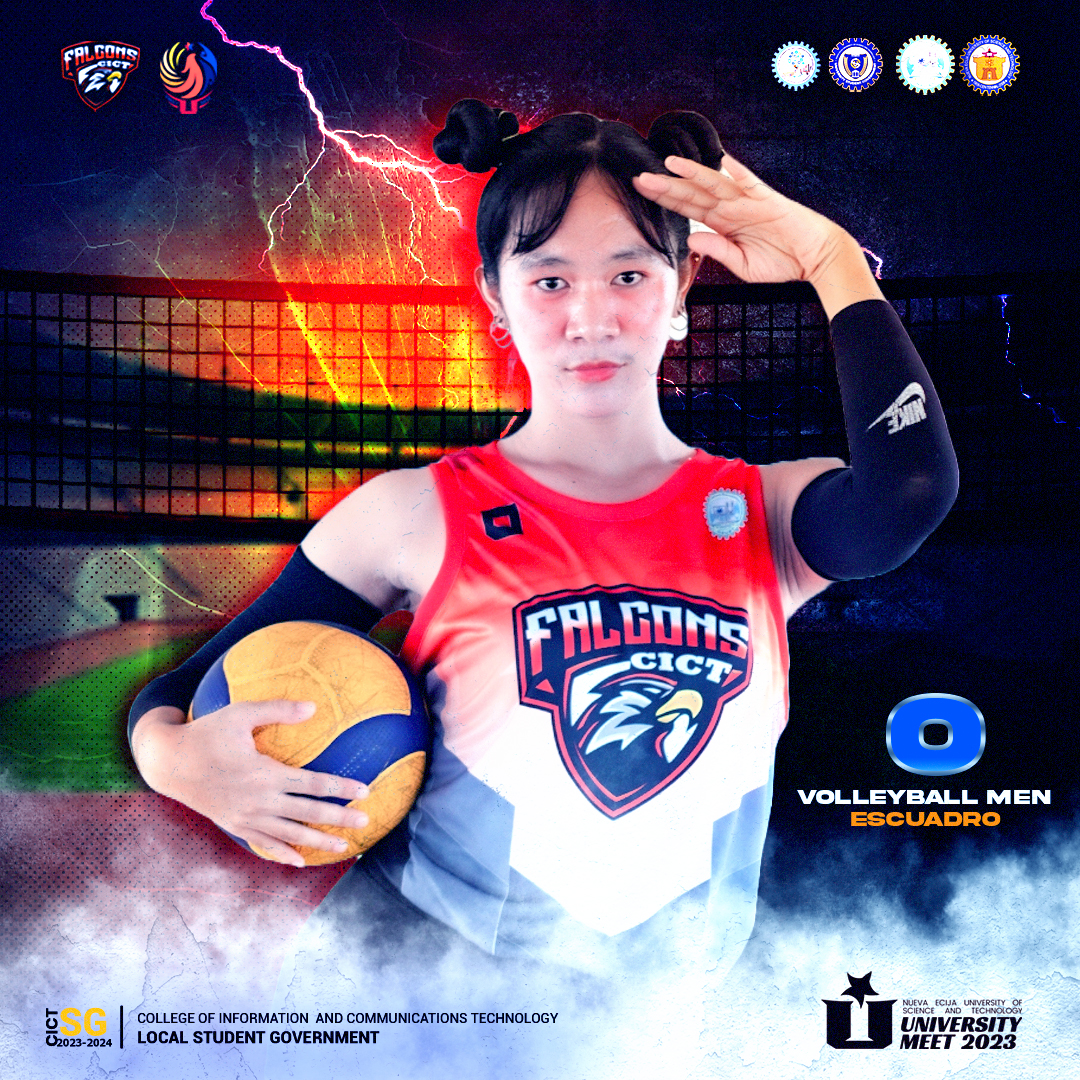 FALCONS
CICT
NIKE
FALCONS
CICT
0
VOLLEYBALL MEN
ESCUADRO
CICT
SG
2023-2024
COLLEGE OF INFORMATION AND COMMUNICATIONS TECHNOLOGY
LOCAL STUDENT GOVERNMENT
NUEVA ECIJA UNIVERSITY OF
SCIENCE AND TECHNOLOGY
UNIVERSITY
MEET 2023